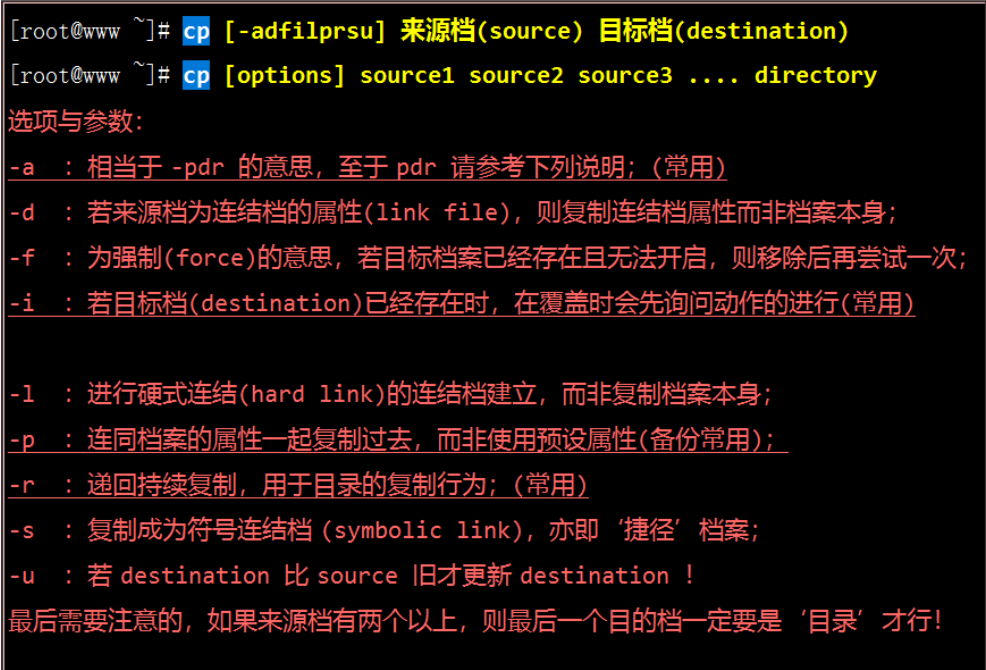 [root@www ~]# cp [-adfilprsu] 来源档(source) 目标档(destination)
[root@www ~]# cp [options] source1 source2 source3 .... directory
选项与参数：
-a ：相当于 -pdr 的意思，至于 pdr 请参考下列说明；(常用)
-d ：若来源档为连结档的属性(link file)，则复制连结档属性而非档案本身；
-f ：为强制(force)的意思，若目标档案已经存在且无法开启，则移除后再尝试一次；
-i ：若目标档(destination)已经存在时，在覆盖时会先询问动作的进行(常用)
-l ：进行硬式连结(hard link)的连结档建立，而非复制档案本身；
-p ：连同档案的属性一起复制过去，而非使用预设属性(备份常用)；
-r ：递回持续复制，用于目录的复制行为；(常用)
-s ：复制成为符号连结档 (symbolic link)，亦即‘捷径’档案；
-u ：若 destination 比 source 旧才更新 destination ！
最后需要注意的，如果来源档有两个以上，则最后一个目的档一定要是‘目录’才行！